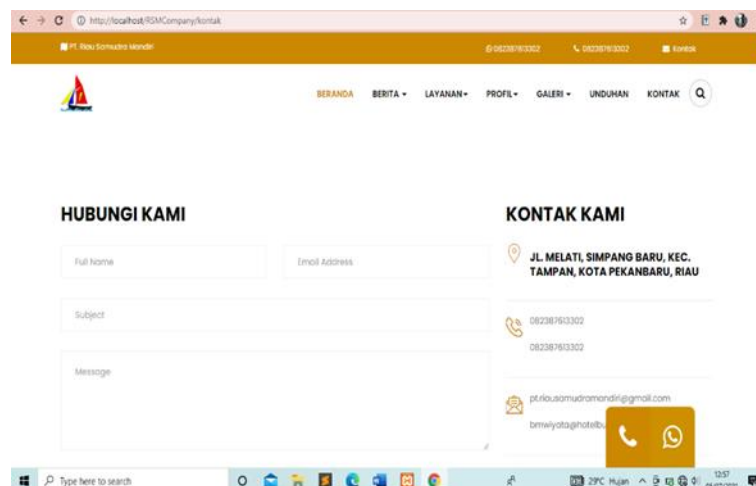 http://localhost/RSMCompany/kontak
PT. Riau Samudra Mandiri
082387613302
082387613302
Kontak
BERANDA BERITA LAYANAN PROFIL GALERI UNDUHAN KONTAK
HUBUNGI KAMI
Full Name
Email Address
Subject
Message
KONTAK KAMI
JL. MELATI, SIMPANG BARU, KEC.
TAMPAN, KOTA PEKANBARU, RIAU
082387613302
082387613302
pt.riausamudramandiri@gmail.com
bmwiyata@hotelbu
Type here to search
29°C Hujan
12:57